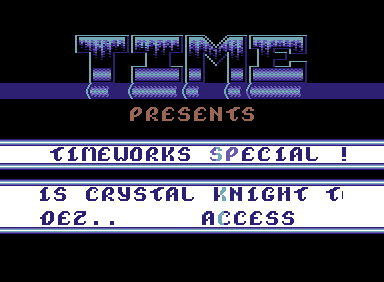 TIME
PRESENTS
TIMEWORKS SPECIAL !
IS CRYSTAL KNIGHT T
DEZ.. ACCESS